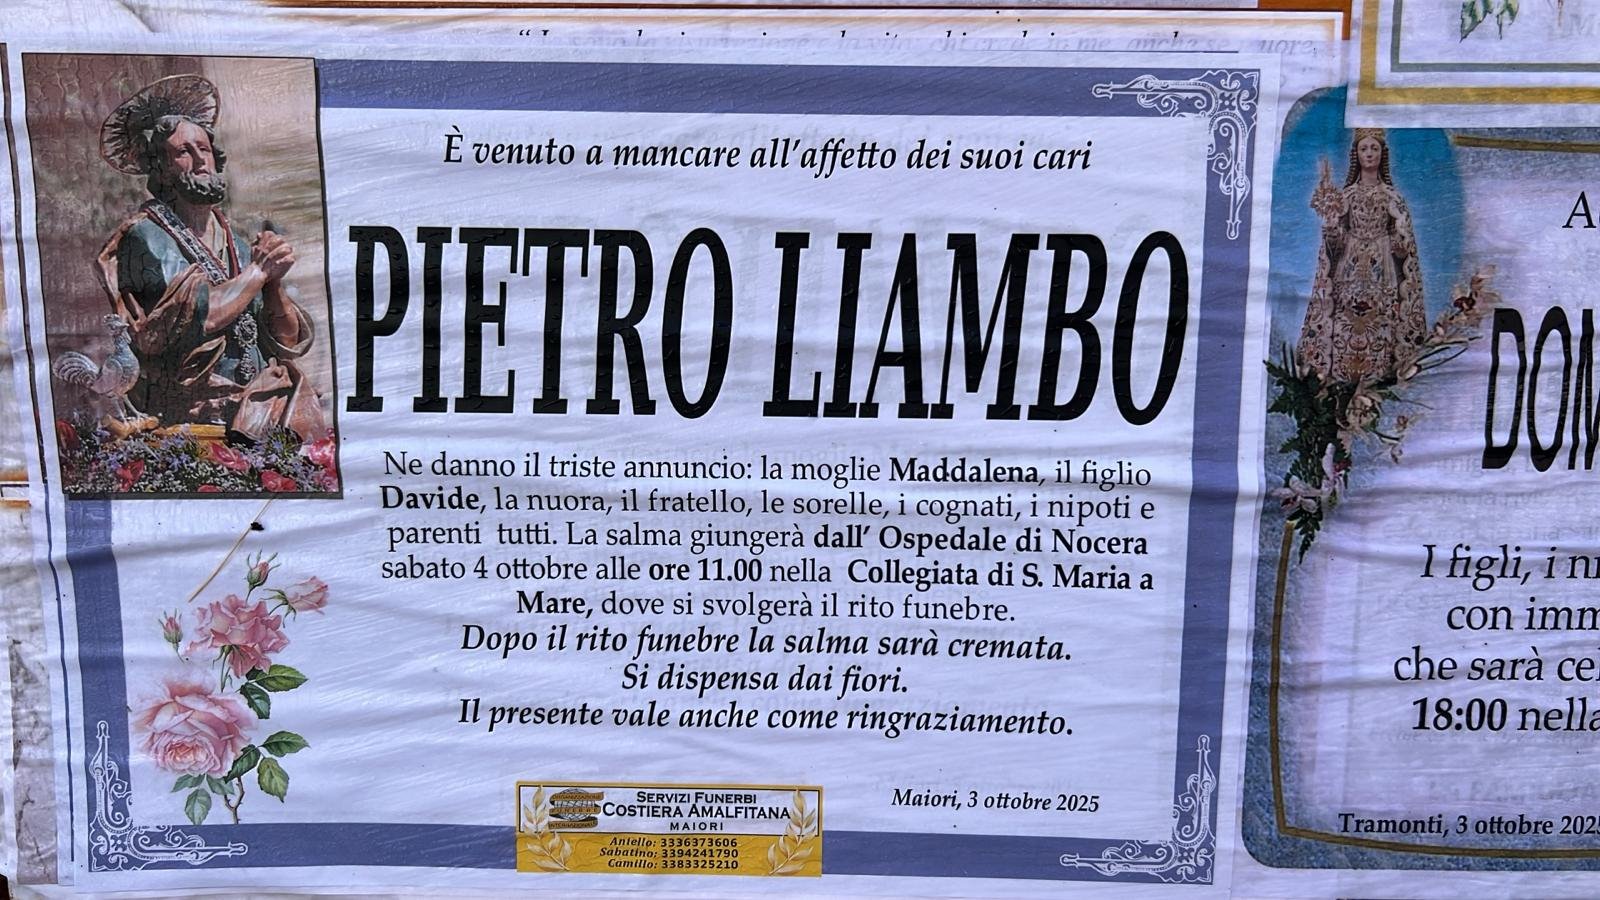 È venuto a mancare all'affetto dei suoi cari
PIETRO LIAMBO
Ne danno il triste annuncio: la moglie Maddalena, il figlio
Davide, la nuora, il fratello, le sorelle, i cognati, i nipoti e
parenti tutti. La salma giungerà dall' Ospedale di Nocera
sabato 4 ottobre alle ore 11.00 nella Collegiata di S. Maria a
Mare, dove si svolgerà il rito funebre.
Dopo il rito funebre la salma sarà cremata.
Si dispensa dai fiori.
Il presente vale anche come ringraziamento.
Maiori, 3 ottobre 2025
SERVIZI FUNEBRI
COSTIERA AMALFITANA
MAIORI
Aniello: 3336373606
Sabatino: 3394241790
Camillo: 3383325210
DOM
I figli, i ni
con imm
che sarà cel
18:00 nella
Tramonti, 3 ottobre 2025